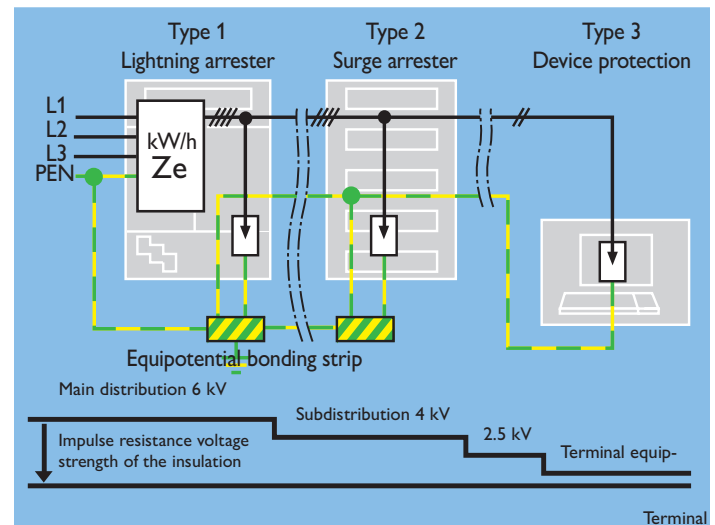 Type 1
Lightning arrester
Type 2
Surge arrester
Type 3
Device protection
L1
L2
L3
PEN
kW/h
Ze
Equipotential bonding strip
Main distribution 6 kV
Subdistribution 4 kV
2.5 kV
Impulse resistance voltage
strength of the insulation
Terminal equip-
Terminal